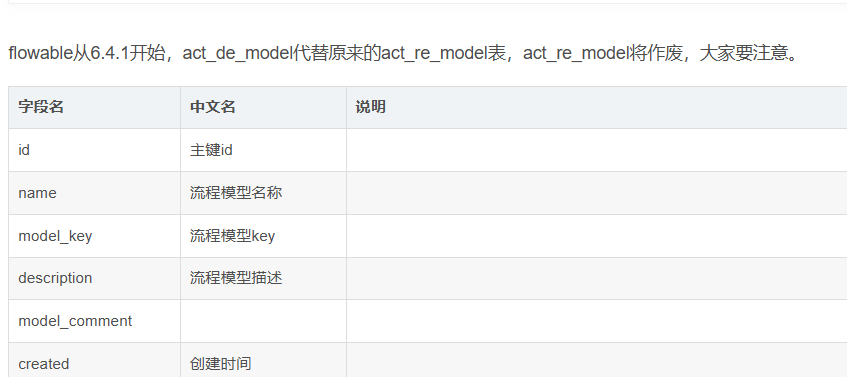 flowable从6.4.1开始，act_de_model代替原来的act_re_model表，act_re_model将作废，大家要注意。
字段名 中文名 说明
id 主键id
name 流程模型名称
model_key 流程模型key
description 流程模型描述
model_comment
created 创建时间